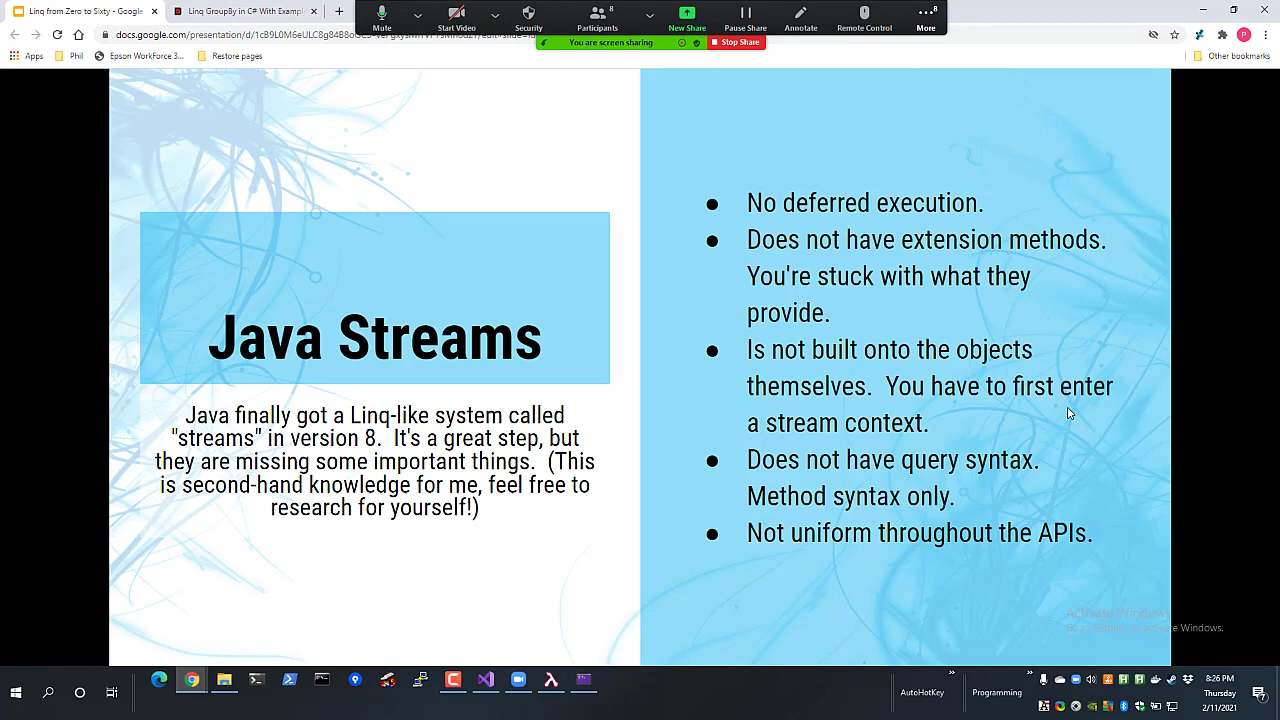 Linq from Zero to Sixty - Google
Linq GroupBy in C# With Example
Mute
Start Video
Security
8
Participants
New Share
Pause Share
Annotate
Remote Control
8
More
You are screen sharing
Stop Share
Apps
Phil
Epson WorkForce 3...
Restore pages
Other bookmarks
Java Streams
Java finally got a Linq-like system called
"streams" in version 8. It's a great step, but
they are missing some important things. (This
is second-hand knowledge for me, feel free to
research for yourself!)
● No deferred execution.
● Does not have extension methods.
You're stuck with what they
provide.
● Is not built onto the objects
themselves. You have to first enter
a stream context.
● Does not have query syntax.
Method syntax only.
● Not uniform throughout the APIs.
Activate Windows
Windows.
AutoHotKey
Programming
8:26 PM
Thursday
2/11/2021